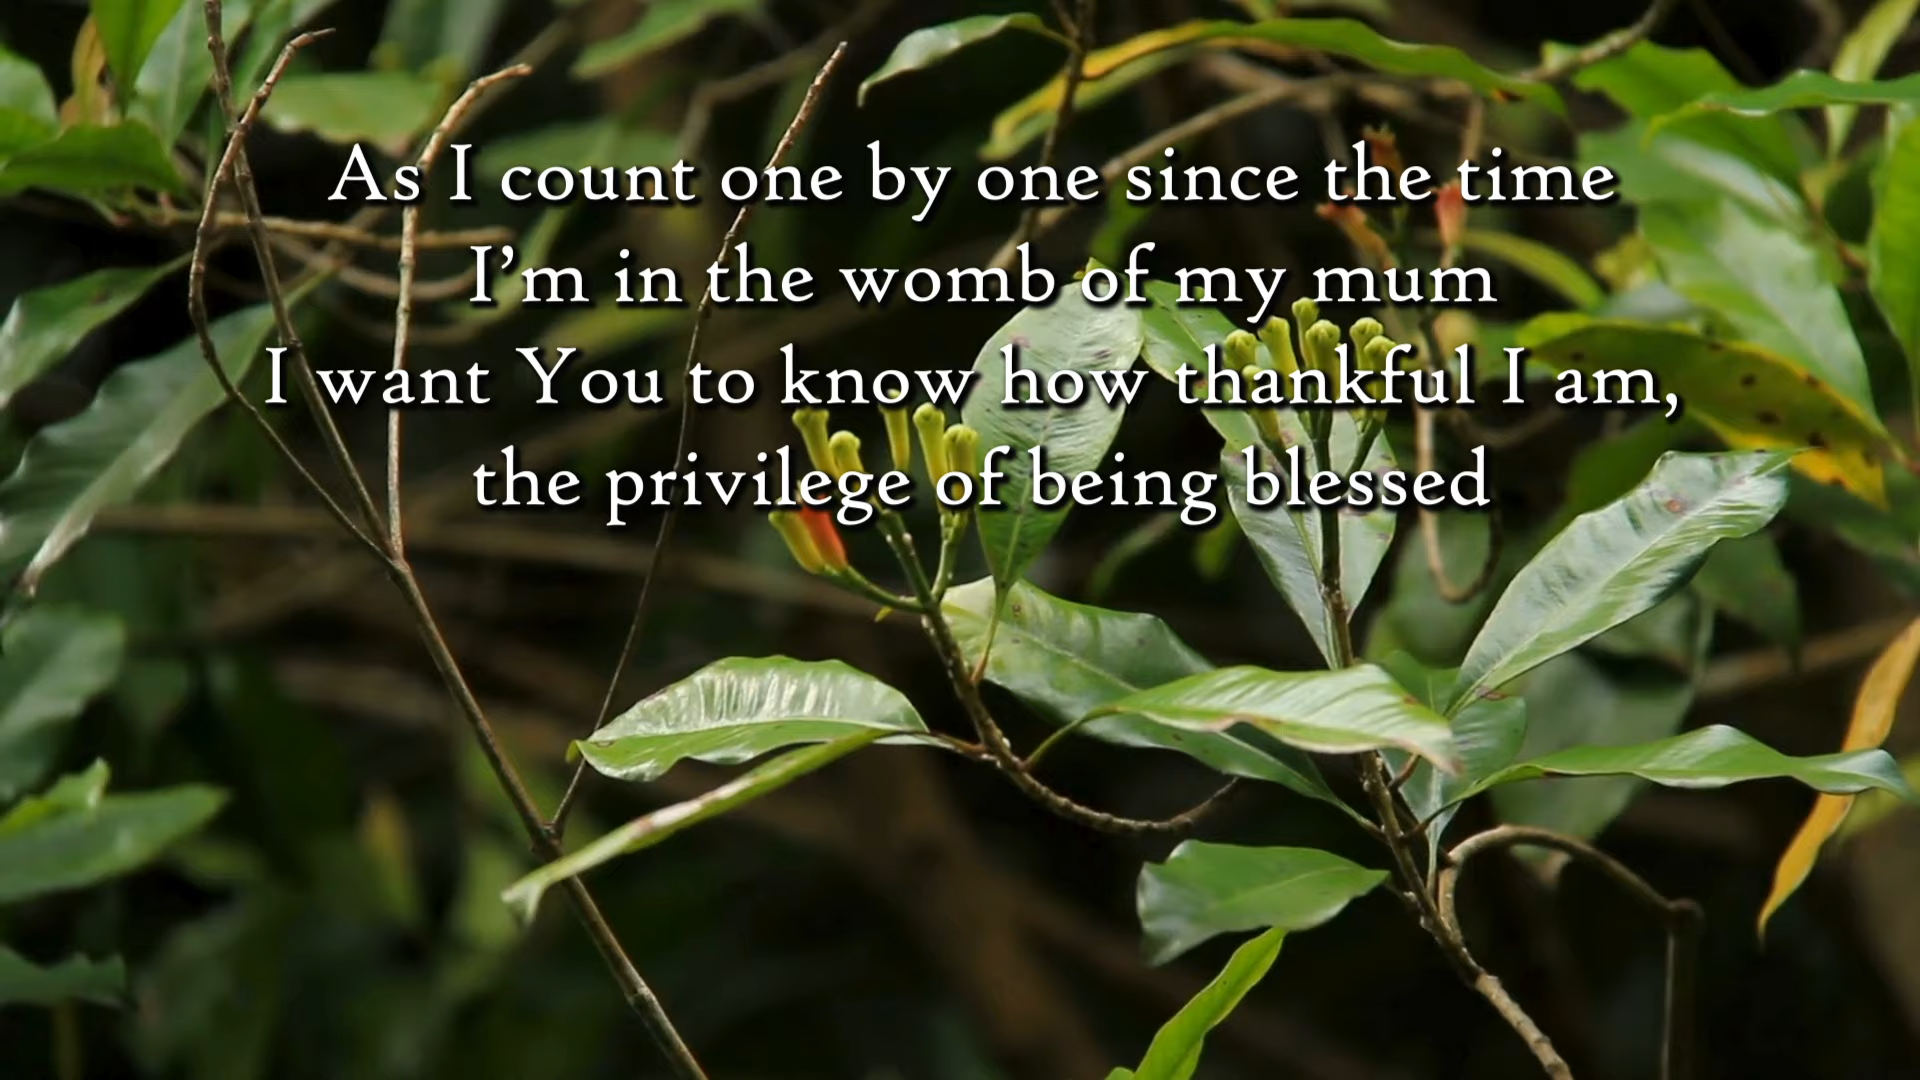 As I count one by one since the time
I’m in the womb of my mum
I want You to know how thankful I am,
the privilege of being blessed